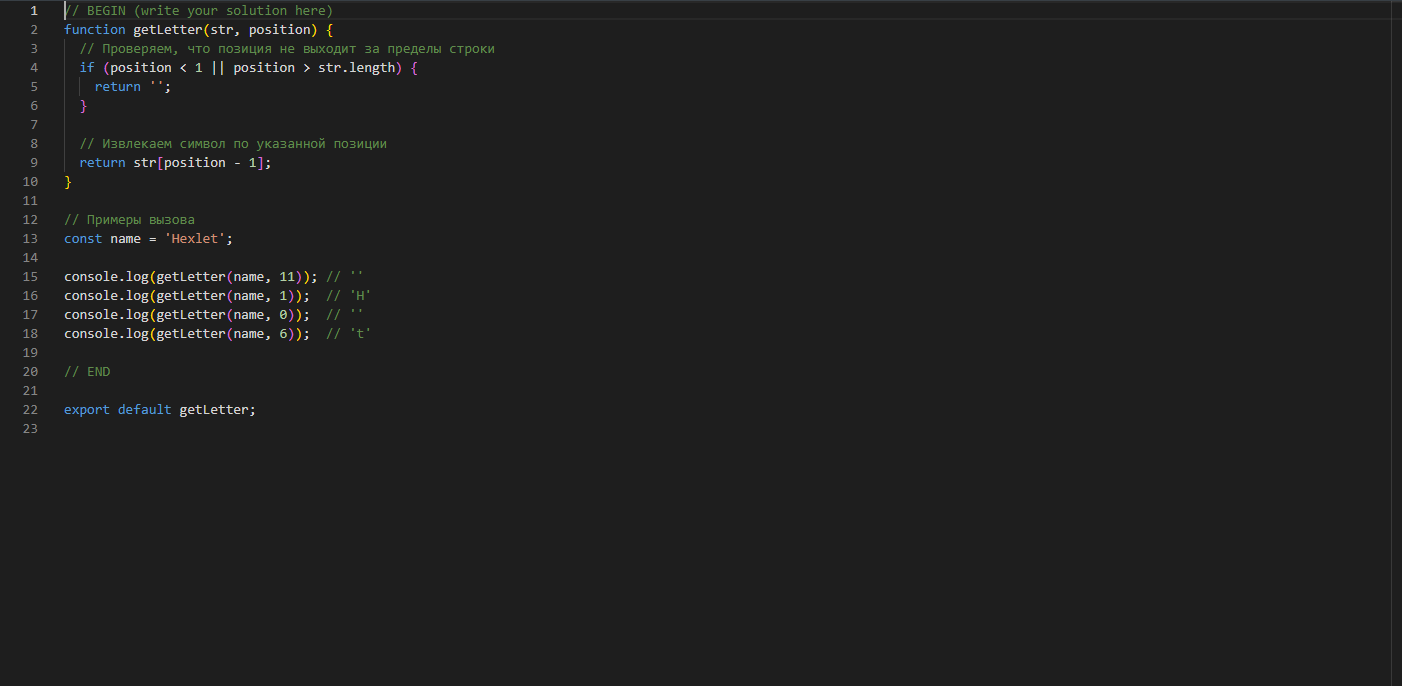 1 // BEGIN (write your solution here)
2 function getLetter(str, position) {
3 // Проверяем, что позиция не выходит за пределы строки
4 if (position < 1 || position > str.length) {
5 return '';
6 }
7
8 // Извлекаем символ по указанной позиции
9 return str[position - 1];
10 }
11
12 // Примеры вызова
13 const name = 'Hexlet';
14
15 console.log(getLetter(name, 11)); // ''
16 console.log(getLetter(name, 1));  // 'H'
17 console.log(getLetter(name, 0));  // ''
18 console.log(getLetter(name, 6));  // 't'
19
20 // END
21
22 export default getLetter;
23